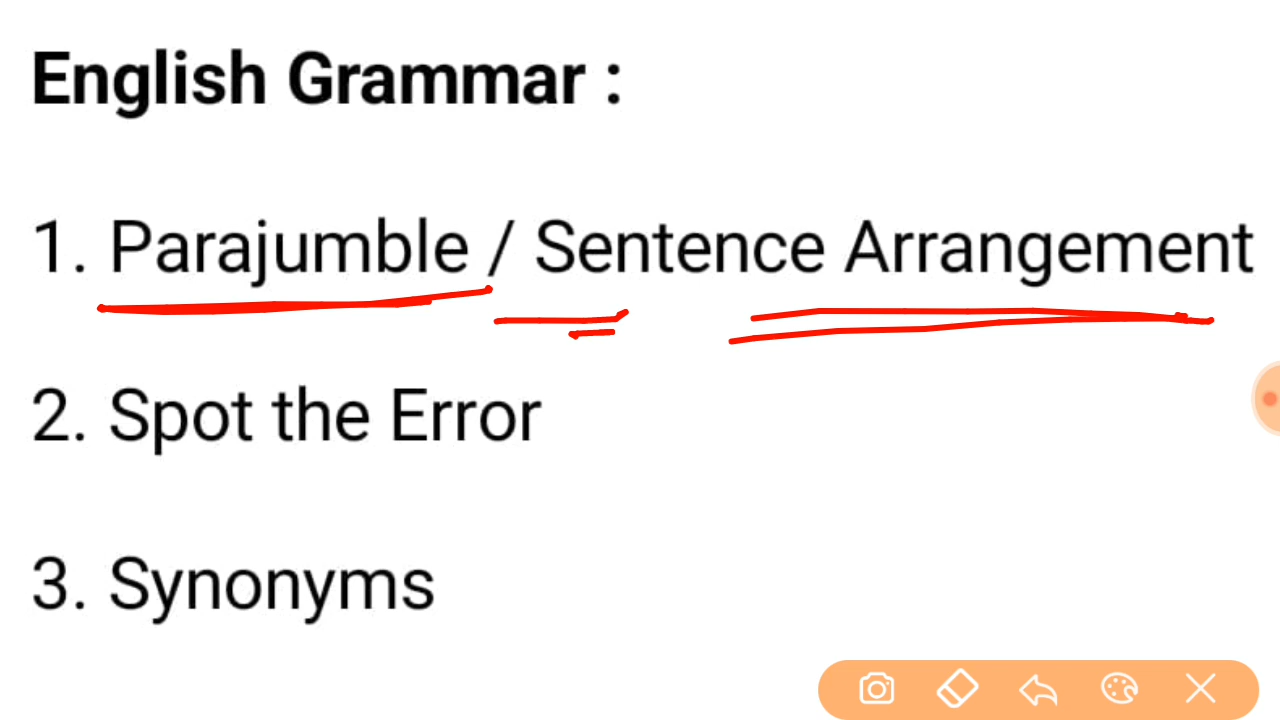 English Grammar :
1. Parajumble / Sentence Arrangement
2. Spot the Error
3. Synonyms